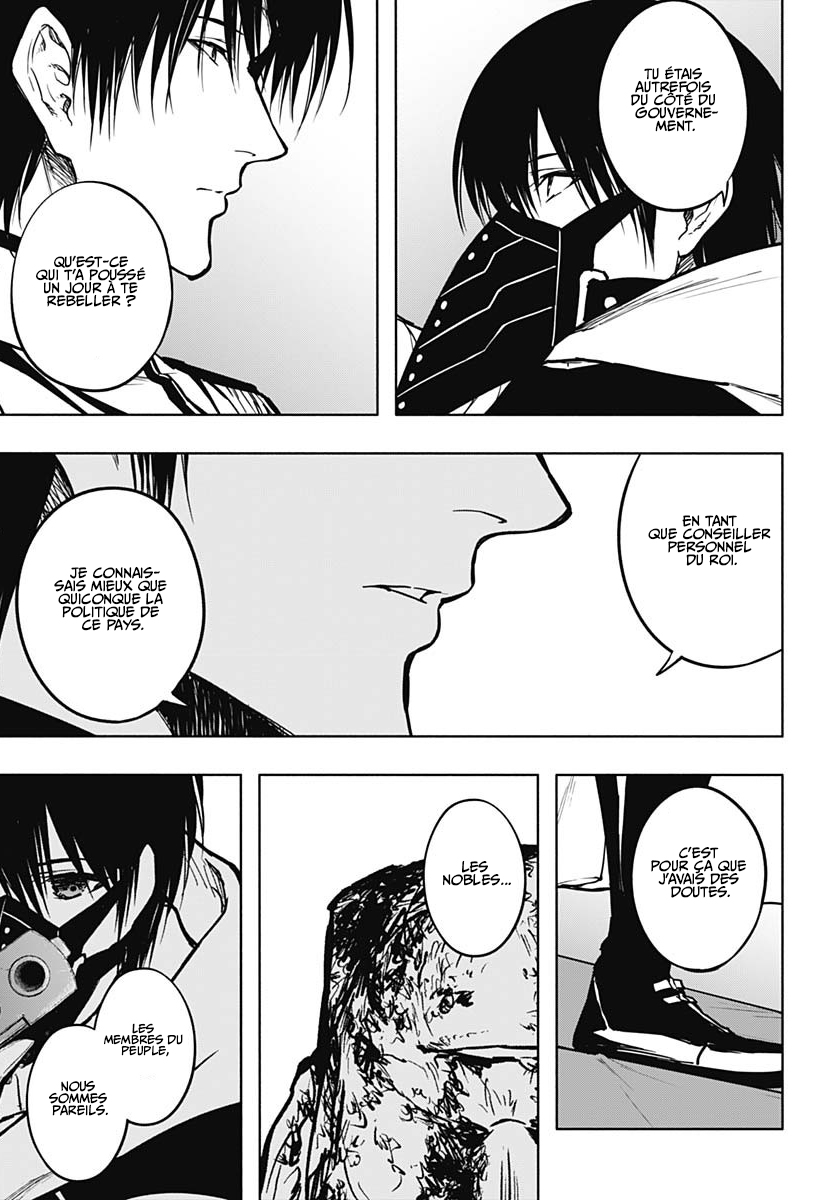 TU ÉTAIS
AUTREFOIS
DU CÔTÉ DU
GOUVERNE-
MENT.
QU'EST-CE
QUI T'A POUSSÉ
UN JOUR À TE
REBELLER ?
EN TANT
QUE CONSEILLER
PERSONNEL
DU ROI.
JE CONNAIS-
SAIS MIEUX QUE
QUICONQUE LA
POLITIQUE DE
CE PAYS.
C'EST
POUR ÇA QUE
J'AVAIS DES
DOUTES.
LES
NOBLES...
LES
MEMBRES DU
PEUPLE,
NOUS
SOMMES
PAREILS.